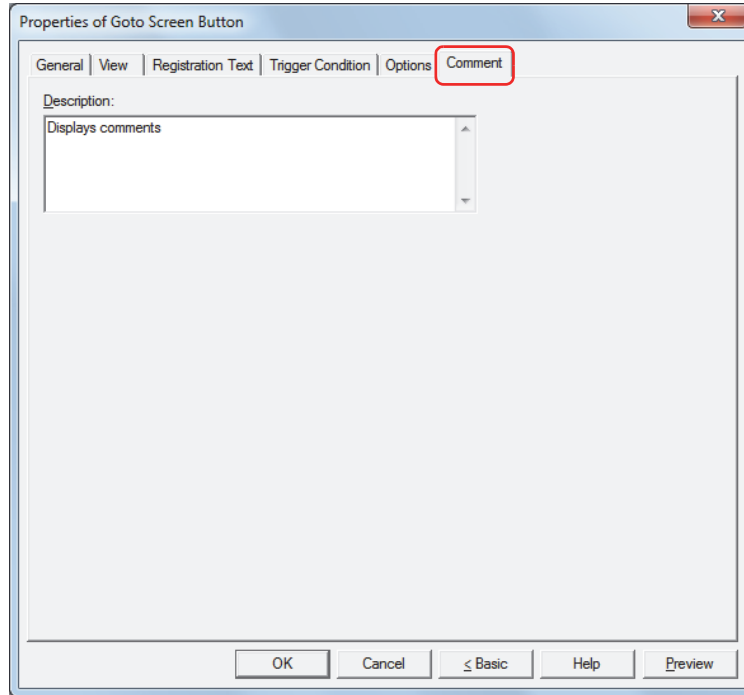 Properties of Goto Screen Button
General View Registration Text Trigger Condition Options Comment
Description:
Displays comments
OK Cancel < Basic Help Preview